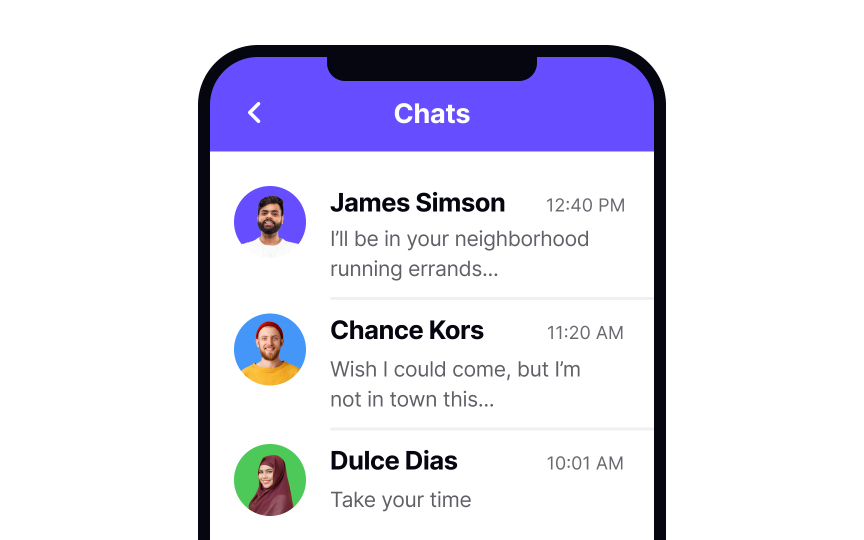 Chats
James Simson 12:40 PM
I’ll be in your neighborhood
running errands...
Chance Kors 11:20 AM
Wish I could come, but I’m
not in town this...
Dulce Dias 10:01 AM
Take your time